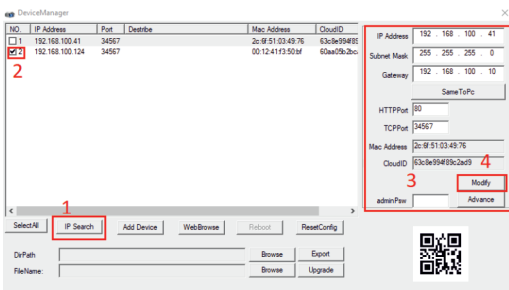 DeviceManager
NO. IP Address Port Destribe Mac Address CloudID
1 192.168.100.41 34567 2c:6f:51:03:49:76 63c8e994f89
2 192.168.100.124 34567 00:12:41:f3:50:bf 60aa05b2bc
2
IP Address 192 . 168 . 100 . 41
Subnet Mask 255 . 255 . 255 . 0
Gateway 192 . 168 . 100 . 10
SameToPc
HTTPPort 80
TCPPort 34567
Mac Address 2c:6f:51:03:49:76
CloudID 63c8e994f89c2ad9
3 4
Modify
adminPsw Advance
1
SelectAll IP Search Add Device WebBrowse Reboot ResetConfig
DirPath Browse Export
FileName: Browse Upgrade